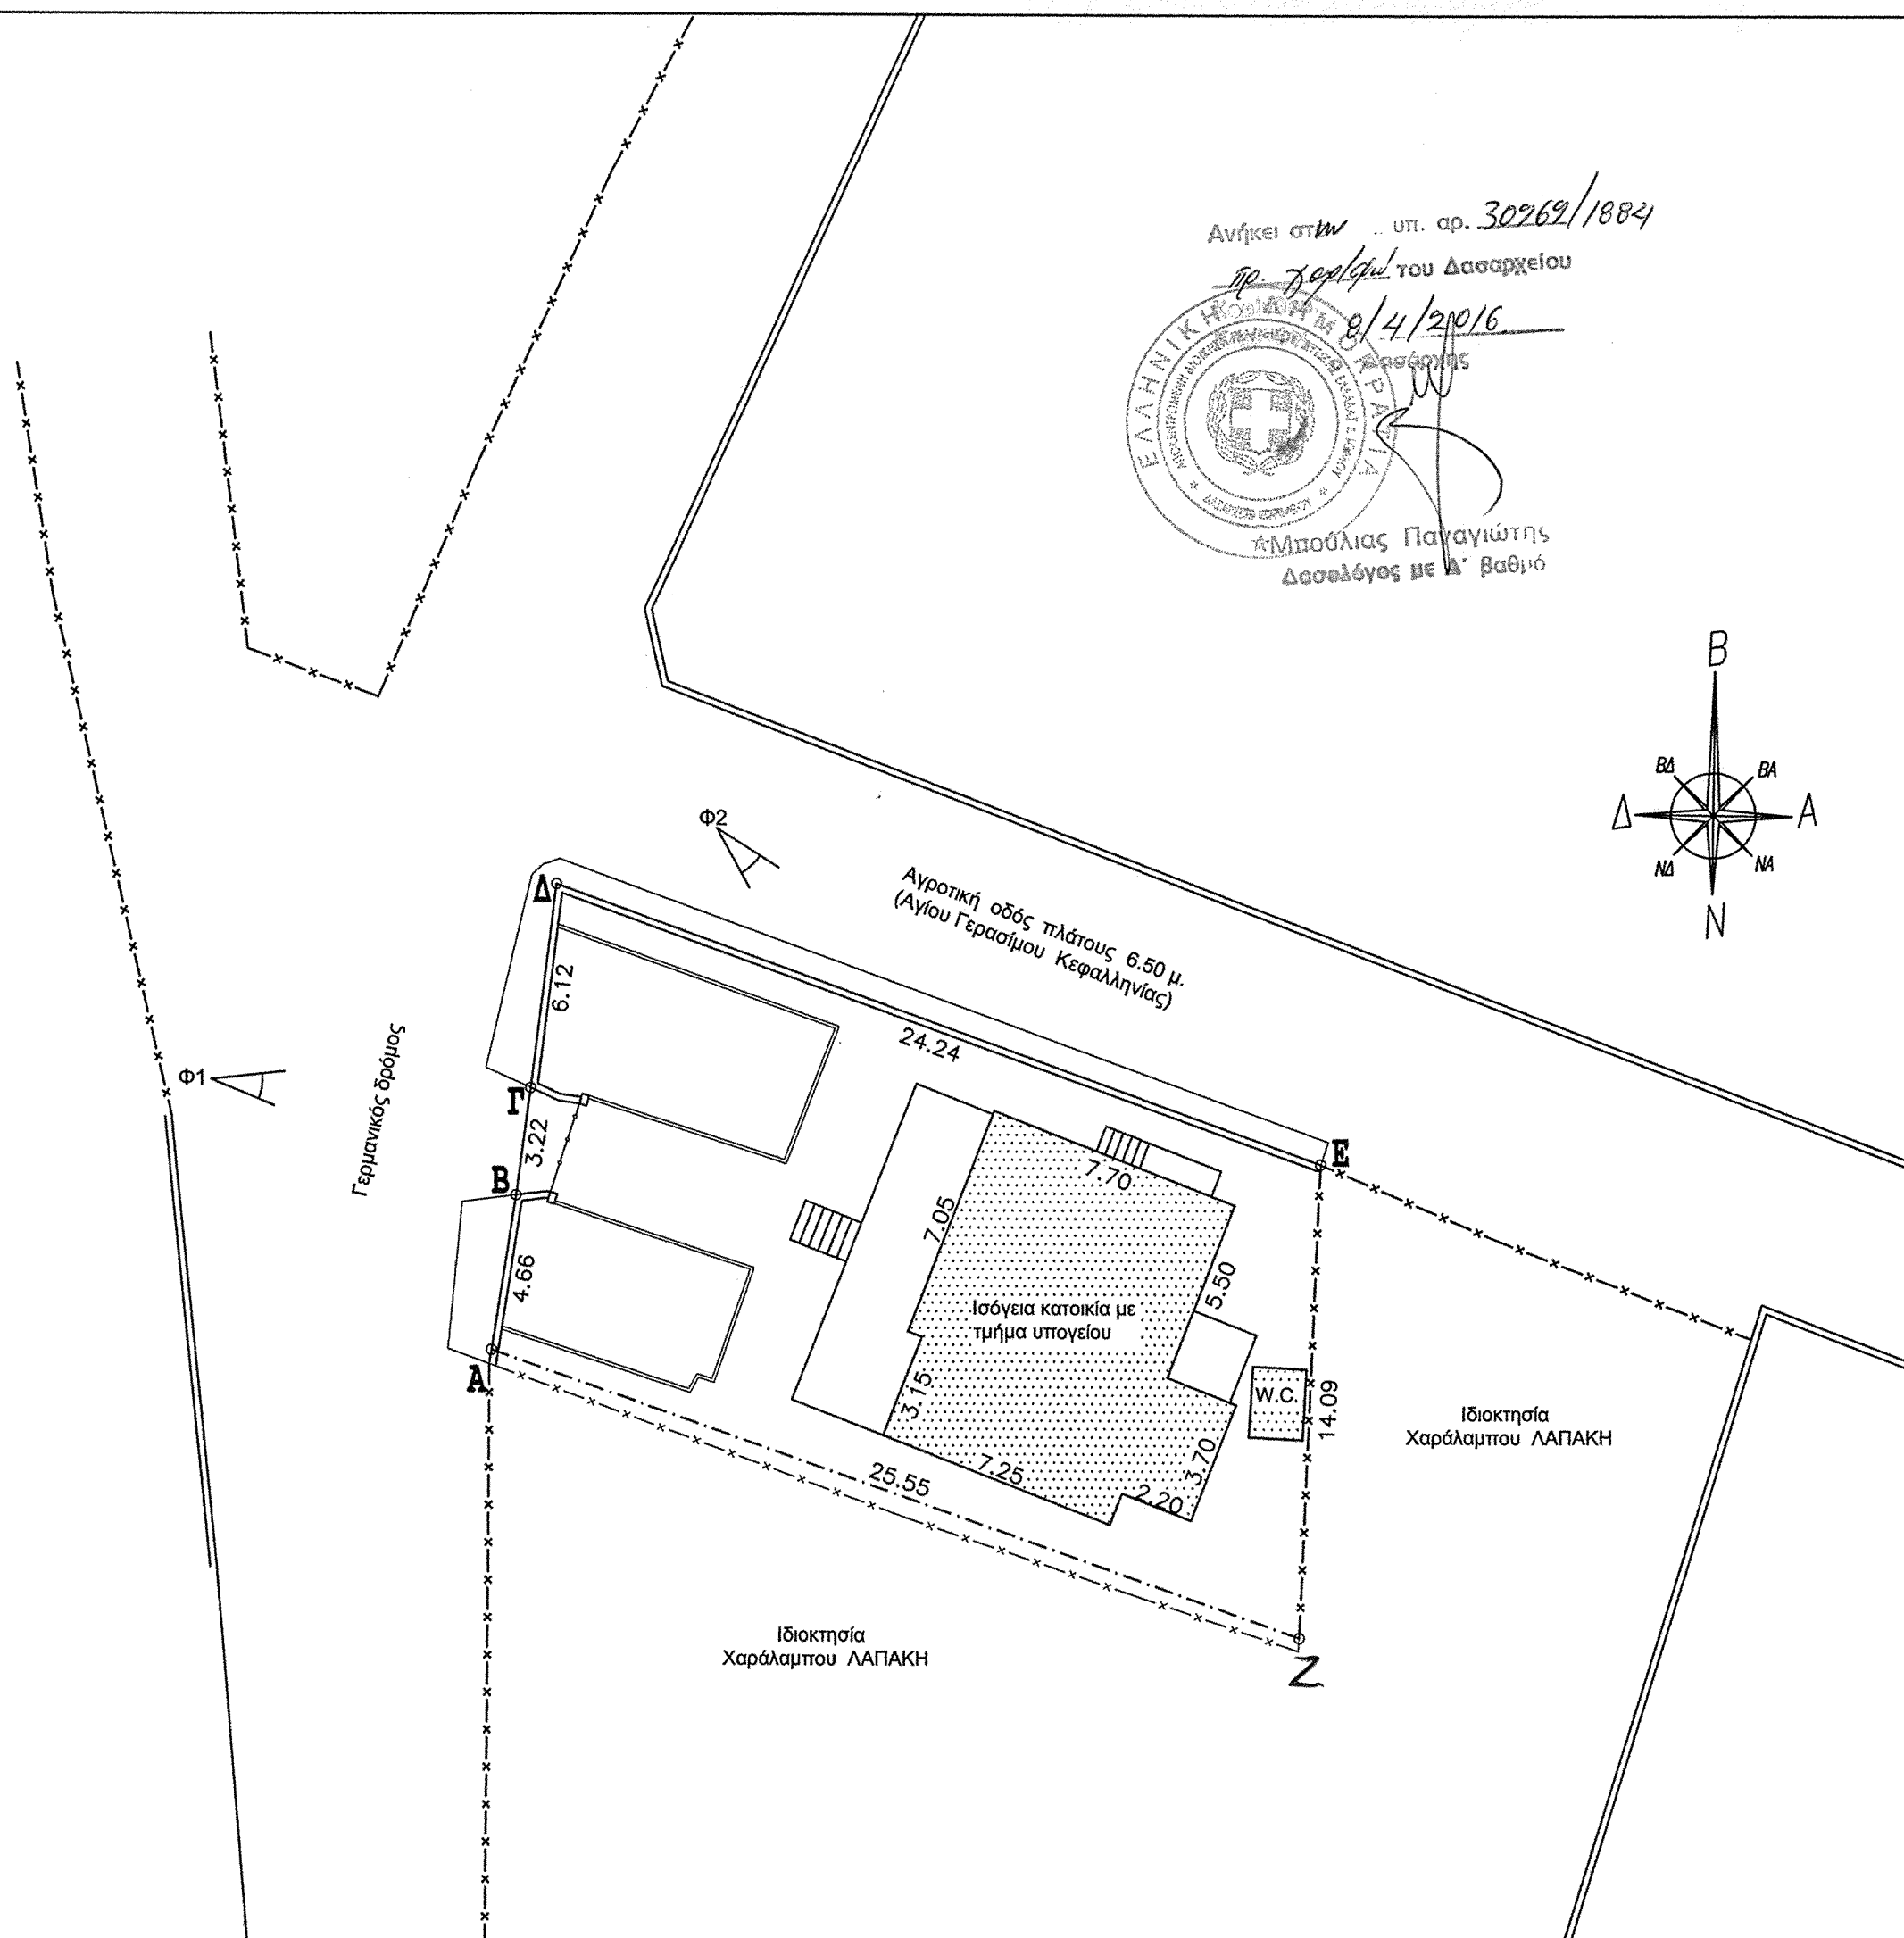 Ανήκει στην .. υπ. αρ. 30969/1884
του Δασαρχείου
8/4/2016
Δασάρχης
ΕΛΛΗΝΙΚΗ ΔΗΜΟΚΡΑΤΙΑ
Μπούλιας Παναγιώτης
Δασολόγος με Δ' βαθμό
Β
ΒΔ
ΒΑ
Δ
Α
ΝΔ
ΝΑ
Ν
Φ2
Αγροτική οδός πλάτους 6.50 μ.
(Αγίου Γερασίμου Κεφαλληνίας)
Δ
6.12
24.24
Γερμανικός δρόμος
Φ1
Γ
3.22
Β
4.66
Α
Ε
7.70
7.05
5.50
Ισόγεια κατοικία με
τμήμα υπογείου
3.15
W.C.
14.09
7.25
3.70
2.20
25.55
Ιδιοκτησία
Χαράλαμπου ΛΑΠΑΚΗ
Ιδιοκτησία
Χαράλαμπου ΛΑΠΑΚΗ
Ζ